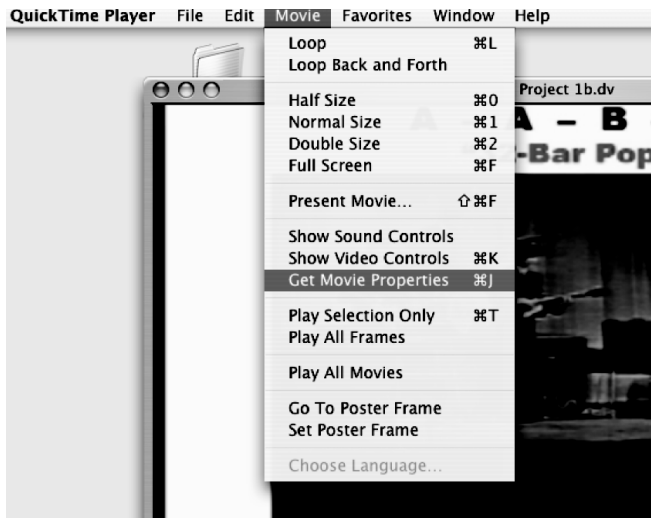 QuickTime Player File Edit Movie Favorites Window Help
Loop ⌘L
Loop Back and Forth
Project 1b.dv
Half Size ⌘0
Normal Size ⌘1
A – B
Double Size ⌘2
-Bar Pop
Full Screen ⌘F
Present Movie... ⇧⌘F
Show Sound Controls
Show Video Controls ⌘K
Get Movie Properties ⌘J
Play Selection Only ⌘T
Play All Frames
Play All Movies
Go To Poster Frame
Set Poster Frame
Choose Language...